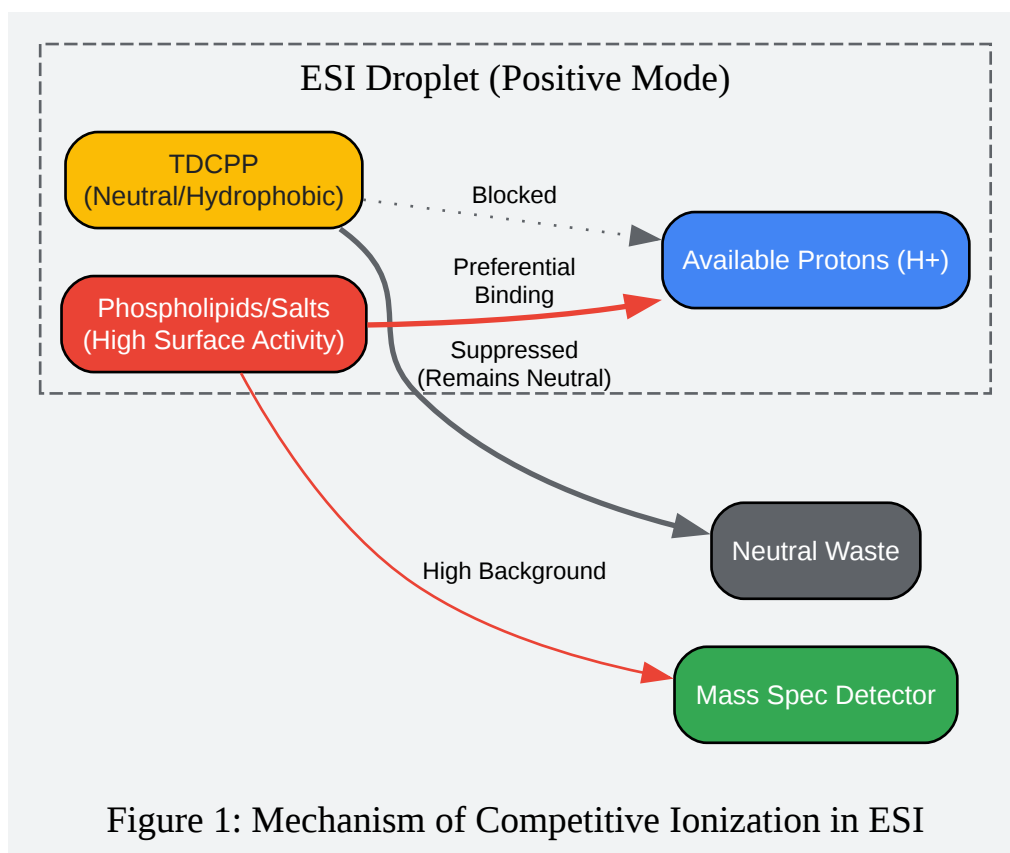 ESI Droplet (Positive Mode)
TDCPP
(Neutral/Hydrophobic)
Blocked
Available Protons (H+)
Preferential
Binding
Phospholipids/Salts
(High Surface Activity)
Suppressed
(Remains Neutral)
Neutral Waste
High Background
Mass Spec Detector
Figure 1: Mechanism of Competitive Ionization in ESI